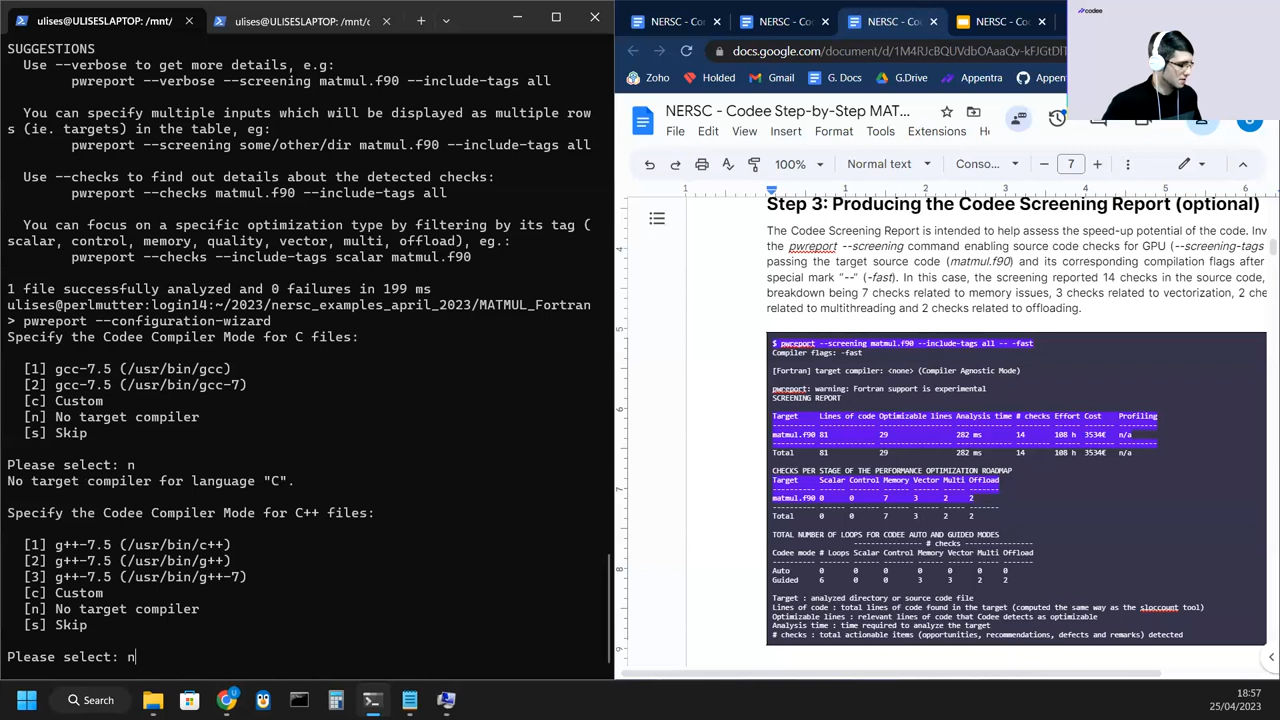 ulises@ULISESLAPTOP: /mnt/
ulises@ULISESLAPTOP: /mnt/c
SUGGESTIONS
Use --verbose to get more details, e.g:
pwreport --verbose --screening matmul.f90 --include-tags all
You can specify multiple inputs which will be displayed as multiple row
s (i.e. targets) in the table, eg:
pwreport --screening some/other/dir matmul.f90 --include-tags all
Use --checks to find out details about the detected checks:
pwreport --checks matmul.f90 --include-tags all
You can focus on a specific optimization type by filtering by its tag (
scalar, control, memory, quality, vector, multi, offload), eg.:
pwreport --checks --include-tags scalar matmul.f90
1 file successfully analyzed and 0 failures in 199 ms
ulises@perlmutter:login14:~/2023/nersc_examples_april_2023/MATMUL_Fortran
> pwreport --configuration-wizard
Specify the Codee Compiler Mode for C files:
[1] gcc-7.5 (/usr/bin/gcc)
[2] gcc-7.5 (/usr/bin/gcc-7)
[c] Custom
[n] No target compiler
[s] Skip
Please select: n
No target compiler for language "C".
Specify the Codee Compiler Mode for C++ files:
[1] g++-7.5 (/usr/bin/c++)
[2] g++-7.5 (/usr/bin/g++)
[3] g++-7.5 (/usr/bin/g++-7)
[c] Custom
[n] No target compiler
[s] Skip
Please select: n
NERSC - Co
NERSC - Co
NERSC - Co
NERSC - Co
codee
docs.google.com/document/d/1M4RJcBQUVdbOAaaQv-kFJGtDlT
Zoho
Holded
Gmail
G. Docs
G.Drive
Appentra
Appentra
NERSC - Codee Step-by-Step MAT...
File Edit View Insert Format Tools Extensions
100%
Normal text
Conso...
7
1 1 2 3 4 5 6
Step 3: Producing the Codee Screening Report (optional)
The Codee Screening Report is intended to help assess the speed-up potential of the code. Inv
the pwreport --screening command enabling source code checks for GPU (--screening-tags
passing the target source code (matmul.f90) and its corresponding compilation flags after
special mark "--" (-fast). In this case, the screening reported 14 checks in the source code,
breakdown being 7 checks related to memory issues, 3 checks related to vectorization, 2 che
related to multithreading and 2 checks related to offloading.
$ pwreport --screening matmul.f90 --include-tags all -- -fast
Compiler flags: -fast
[Fortran] target compiler: <none> (Compiler Agnostic Mode)
pwreport: warning: Fortran support is experimental
SCREENING REPORT
Target Lines of code Optimizable lines Analysis time # checks Effort Cost Profiling
matmul.f90 81 29 282 ms 14 108 h 3534€ n/a
Total 81 29 282 ms 14 108 h 3534€ n/a
CHECKS PER STAGE OF THE PERFORMANCE OPTIMIZATION ROADMAP
Target Scalar Control Memory Vector Multi Offload
matmul.f90 0 0 7 3 2 2
Total 0 0 7 3 2 2
TOTAL NUMBER OF LOOPS FOR CODEE AUTO AND GUIDED MODES
# checks
Codee mode # Loops Scalar Control Memory Vector Multi Offload
Auto 0 0 0 0 0 0 0
Guided 6 0 0 3 3 2 2
Target : analyzed directory or source code file
Lines of code : total lines of code found in the target (computed the same way as the sloccount tool)
Optimizable lines : relevant lines of code that Codee detects as optimizable
Analysis time : time required to analyze the target
# checks : total actionable items (opportunities, recommendations, defects and remarks) detected
4
5
6
7
8
9
Search
18:57
25/04/2023